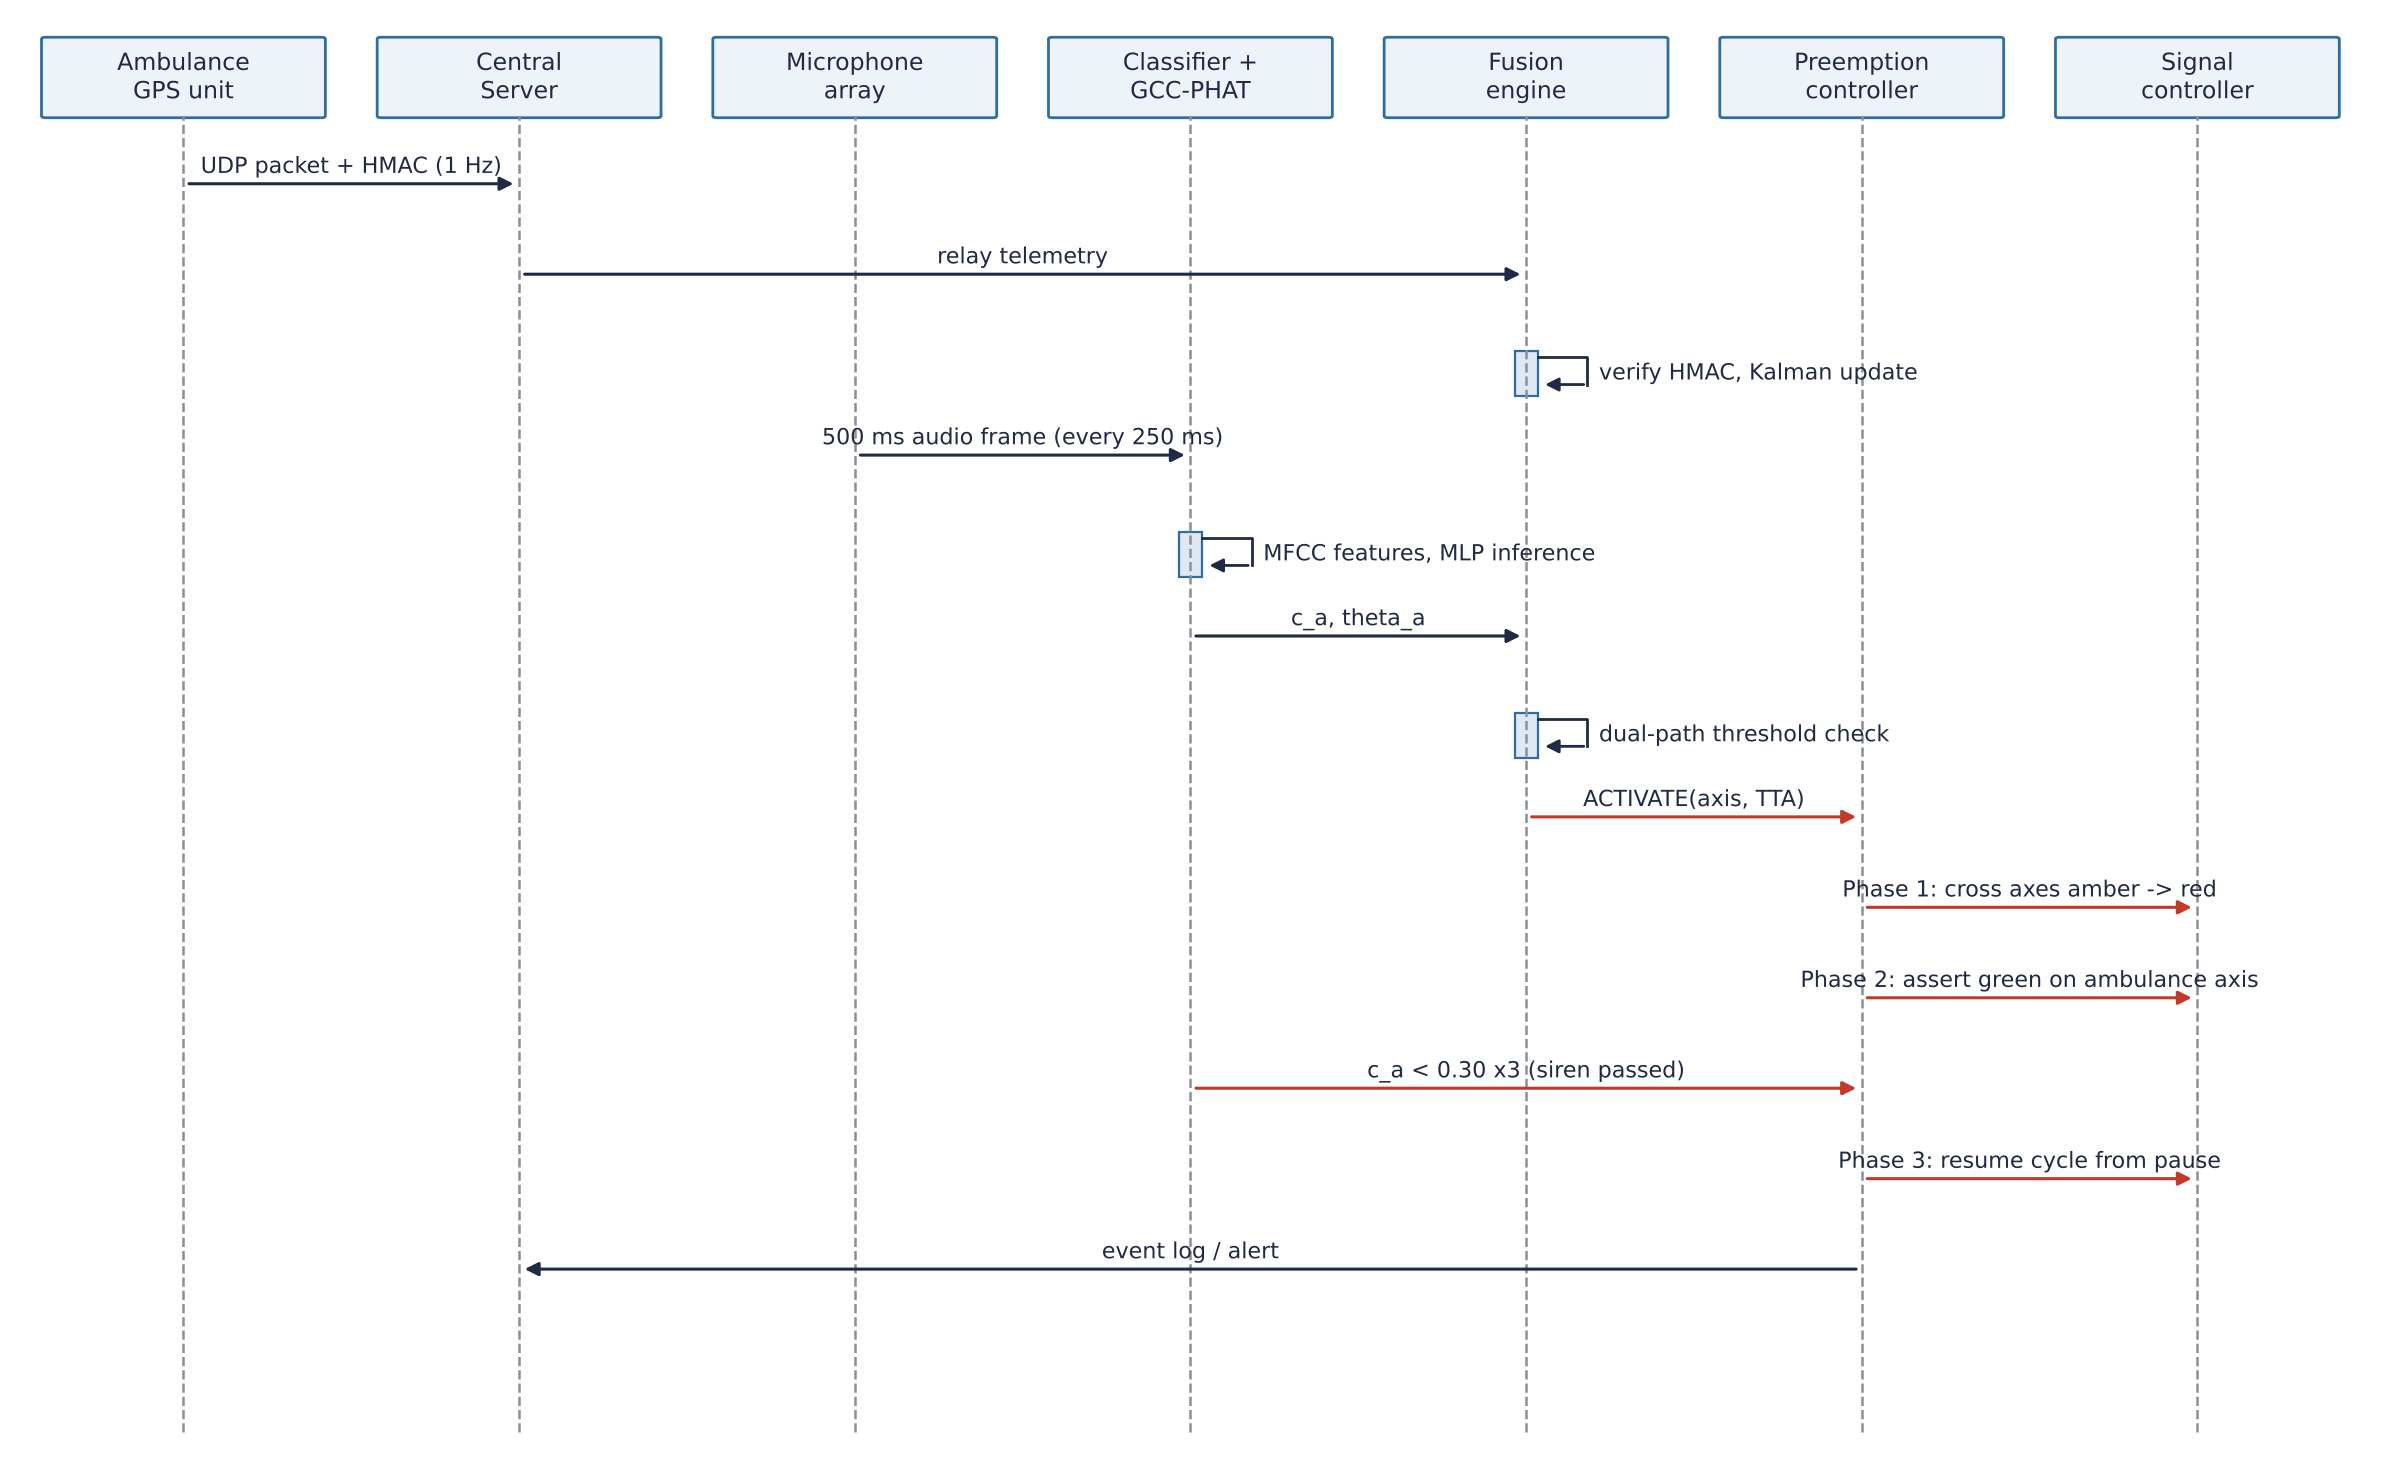 Ambulance
GPS unit
Central
Server
Microphone
array
Classifier +
GCC-PHAT
Fusion
engine
Preemption
controller
Signal
controller
UDP packet + HMAC (1 Hz)
relay telemetry
verify HMAC, Kalman update
500 ms audio frame (every 250 ms)
MFCC features, MLP inference
c_a, theta_a
dual-path threshold check
ACTIVATE(axis, TTA)
Phase 1: cross axes amber -> red
Phase 2: assert green on ambulance axis
c_a < 0.30 x3 (siren passed)
Phase 3: resume cycle from pause
event log / alert